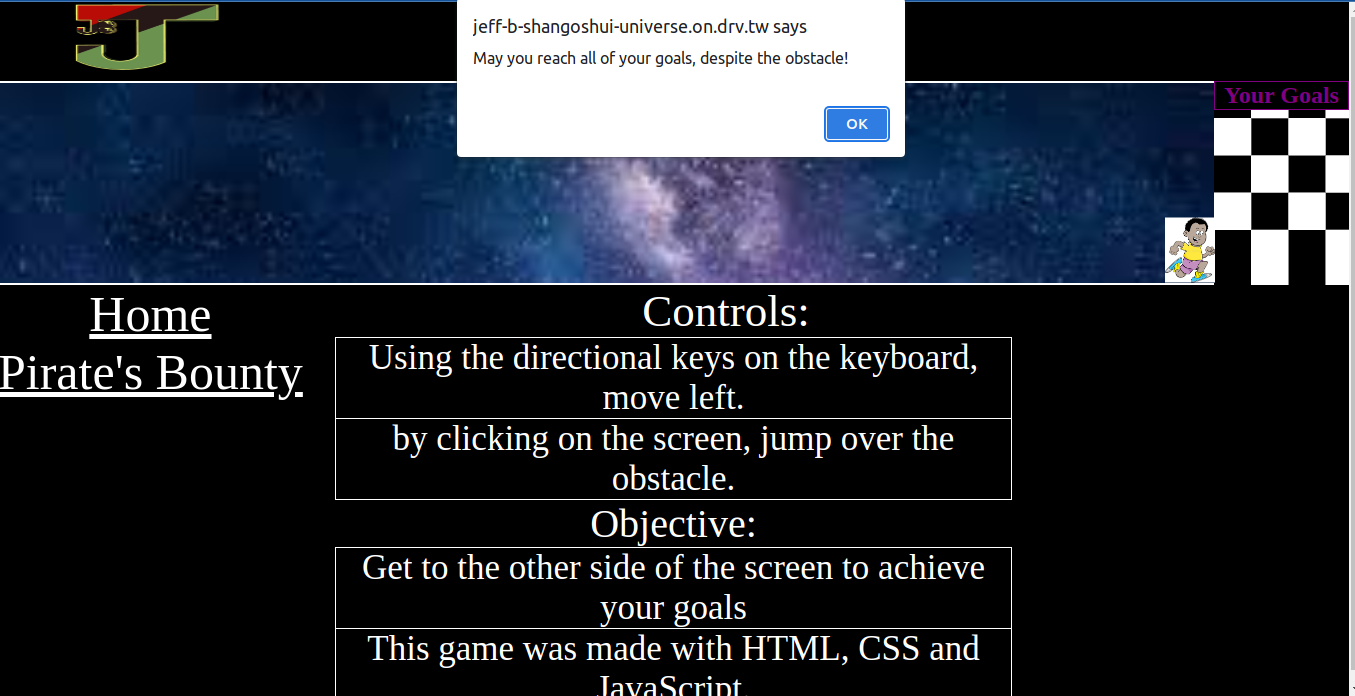 JBS
J
jeff-b-shangoshui-universe.on.drv.tw says
May you reach all of your goals, despite the obstacle!
OK
Your Goals
Home
Pirate's Bounty
Controls:
Using the directional keys on the keyboard,
move left.
by clicking on the screen, jump over the
obstacle.
Objective:
Get to the other side of the screen to achieve
your goals
This game was made with HTML, CSS and
JavaScript.